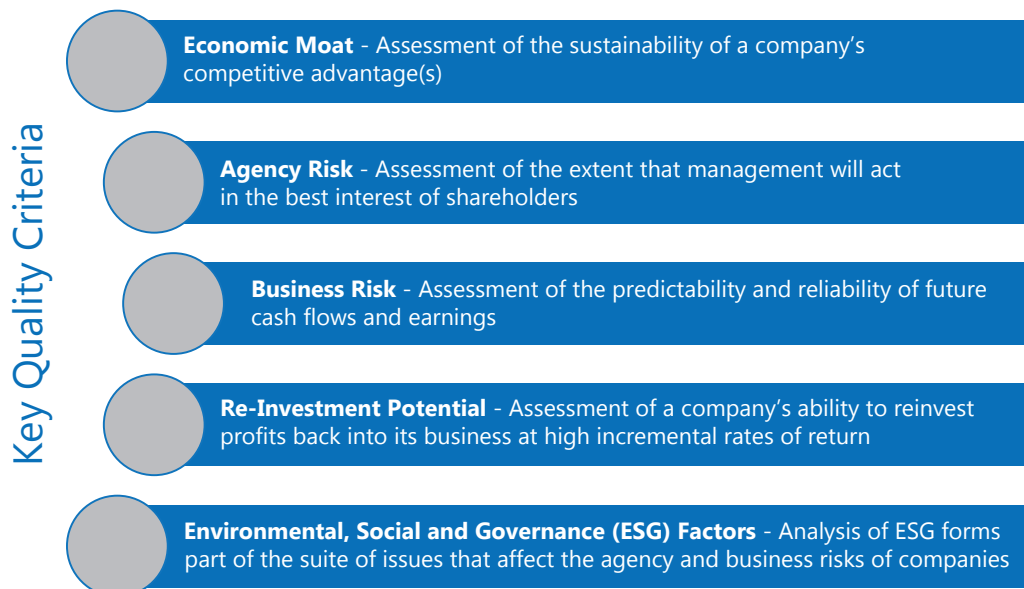 Key Quality Criteria
Economic Moat - Assessment of the sustainability of a company's
competitive advantage(s)
Agency Risk - Assessment of the extent that management will act
in the best interest of shareholders
Business Risk - Assessment of the predictability and reliability of future
cash flows and earnings
Re-Investment Potential - Assessment of a company's ability to reinvest
profits back into its business at high incremental rates of return
Environmental, Social and Governance (ESG) Factors - Analysis of ESG forms
part of the suite of issues that affect the agency and business risks of companies